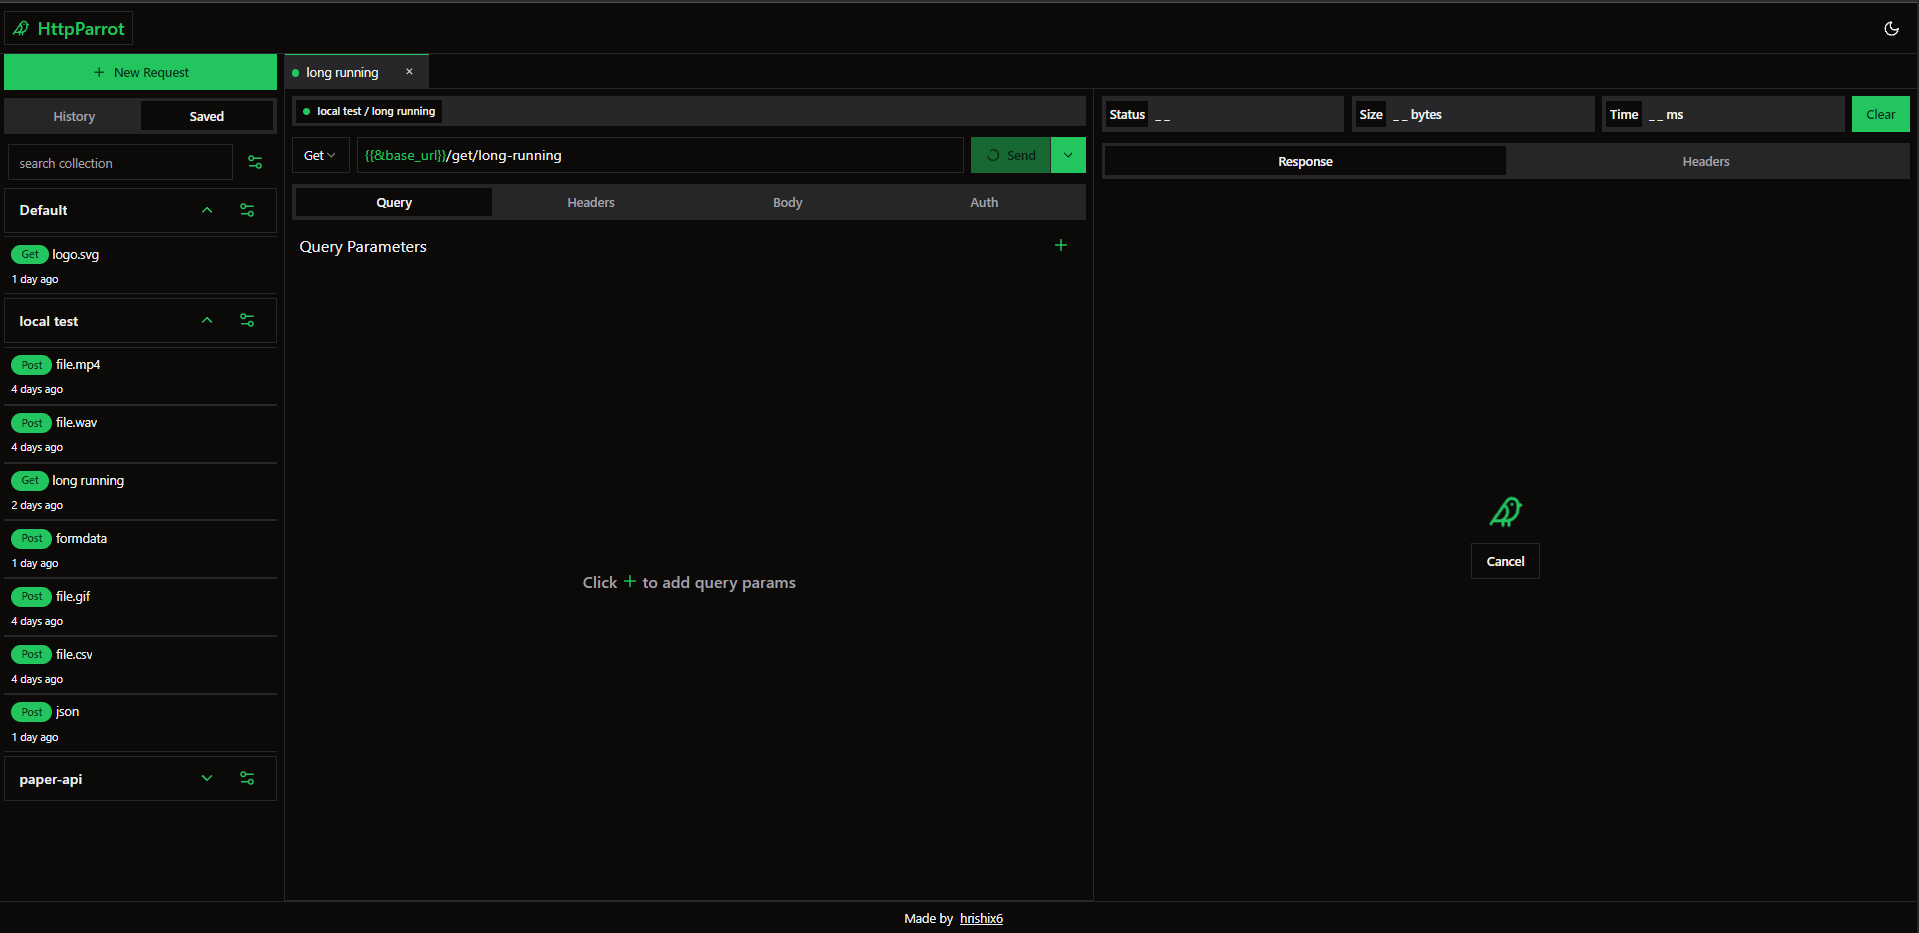 HttpParrot
+ New Request
History
Saved
search collection
Default
Get logo.svg
1 day ago
local test
Post file.mp4
4 days ago
Post file.wav
4 days ago
Get long running
2 days ago
Post formdata
1 day ago
Post file.gif
4 days ago
Post file.csv
4 days ago
Post json
1 day ago
paper-api
long running ×
local test / long running
Get
{{&base_url}}/get/long-running
Send
Query
Headers
Body
Auth
Query Parameters +
Click + to add query params
Status _ _
Size _ _ bytes
Time _ _ ms
Clear
Response
Headers
Cancel
Made by hrishix6